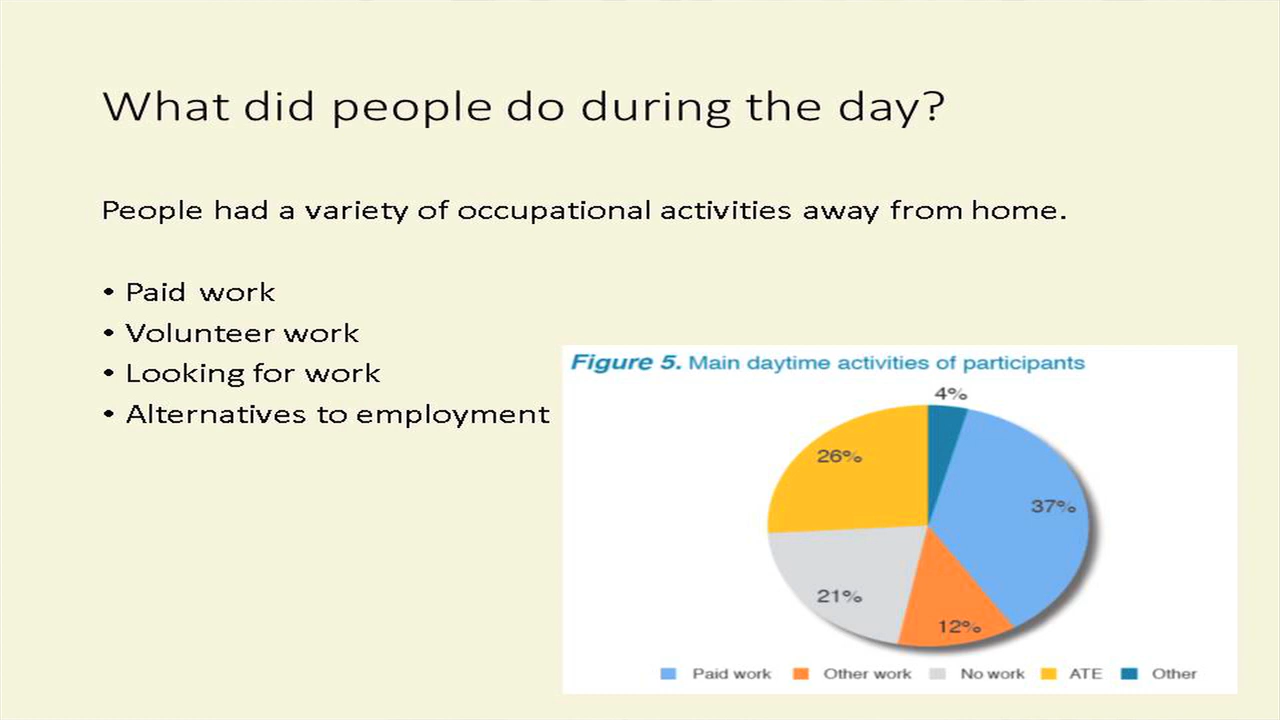 What did people do during the day?
People had a variety of occupational activities away from home.
• Paid work
• Volunteer work
• Looking for work
• Alternatives to employment
Figure 5. Main daytime activities of participants
4%
26%
37%
21%
12%
Paid work Other work No work ATE Other